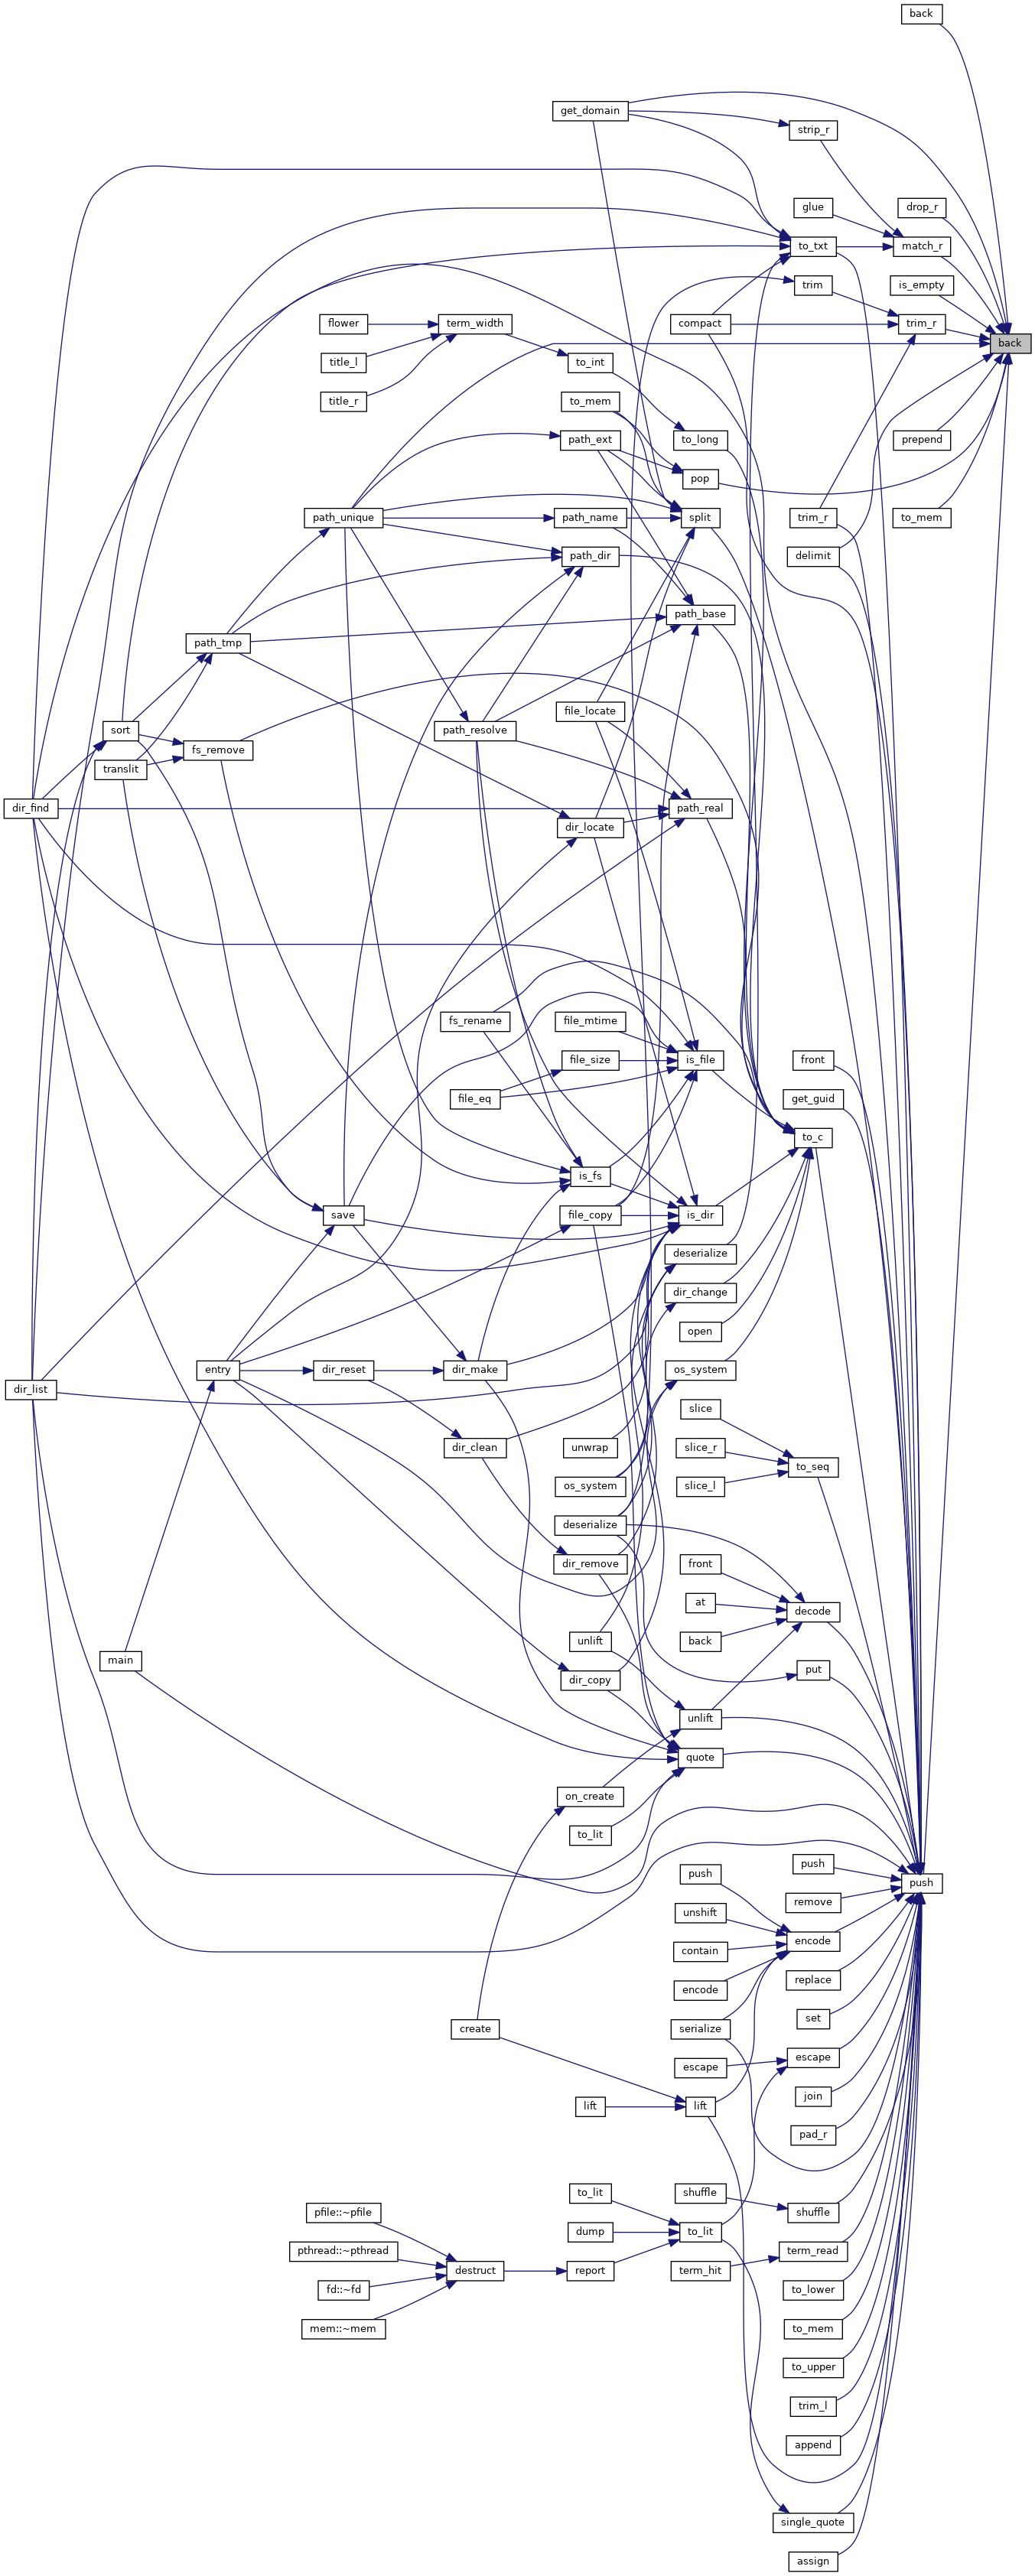 back
get_domain
strip_r
glue
drop_r
to_txt
match_r
trim
is_empty
flower
term_width
compact
trim_r
back
title_l
to_int
title_r
to_mem
path_ext
to_long
prepend
pop
path_unique
path_name
split
trim_r
to_mem
path_dir
delimit
path_base
path_tmp
file_locate
sort
path_resolve
fs_remove
translit
dir_find
path_real
dir_locate
fs_rename
file_mtime
file_size
is_file
front
file_eq
get_guid
to_c
is_fs
save
file_copy
is_dir
deserialize
dir_change
open
entry
dir_reset
dir_make
os_system
dir_list
slice
dir_clean
unwrap
slice_r
to_seq
os_system
slice_l
deserialize
dir_remove
front
at
decode
unlift
back
main
put
dir_copy
unlift
quote
on_create
to_lit
push
push
push
remove
unshift
encode
contain
replace
encode
create
serialize
set
escape
escape
join
lift
lift
pad_r
to_lit
shuffle
shuffle
pfile::~pfile
dump
to_lit
pthread::~pthread
term_read
destruct
report
term_hit
fd::~fd
to_lower
mem::~mem
to_mem
to_upper
trim_l
append
single_quote
assign